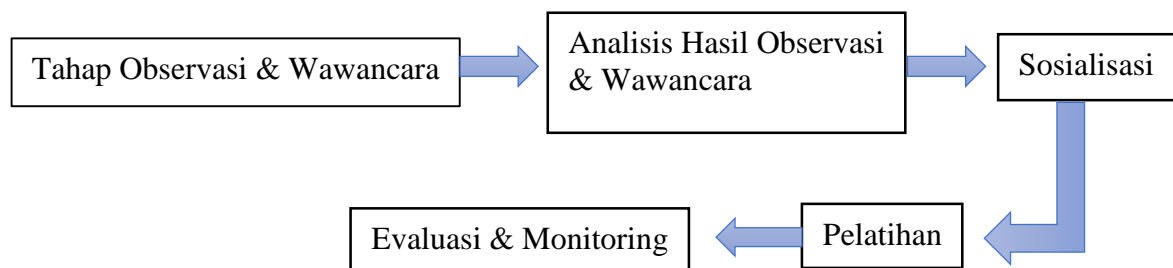 Tahap Observasi & Wawancara
Analisis Hasil Observasi
& Wawancara
Sosialisasi
Pelatihan
Evaluasi & Monitoring